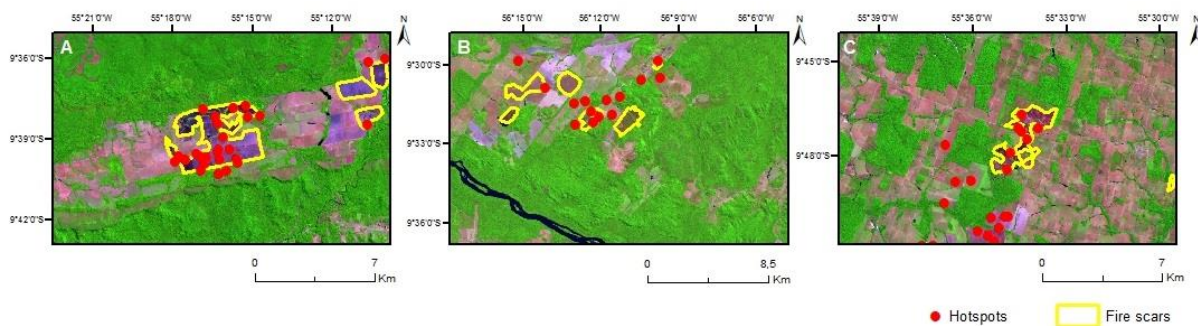 55°18'0"W 55°15'0"W 55°12'0"W N
9°36'0"S A
9°39'0"S
9°42'0"S
0 7
Km
56°15'0"W 56°12'0"W 56°9'0"W 56°6'0"W N
9°30'0"S B
9°33'0"S
9°36'0"S
0 8,5
Km
55°39'0"W 55°36'0"W 55°33'0"W 55°30'0"W N
9°45'0"S C
9°48'0"S
0 7
Km
Hotspots Fire scars